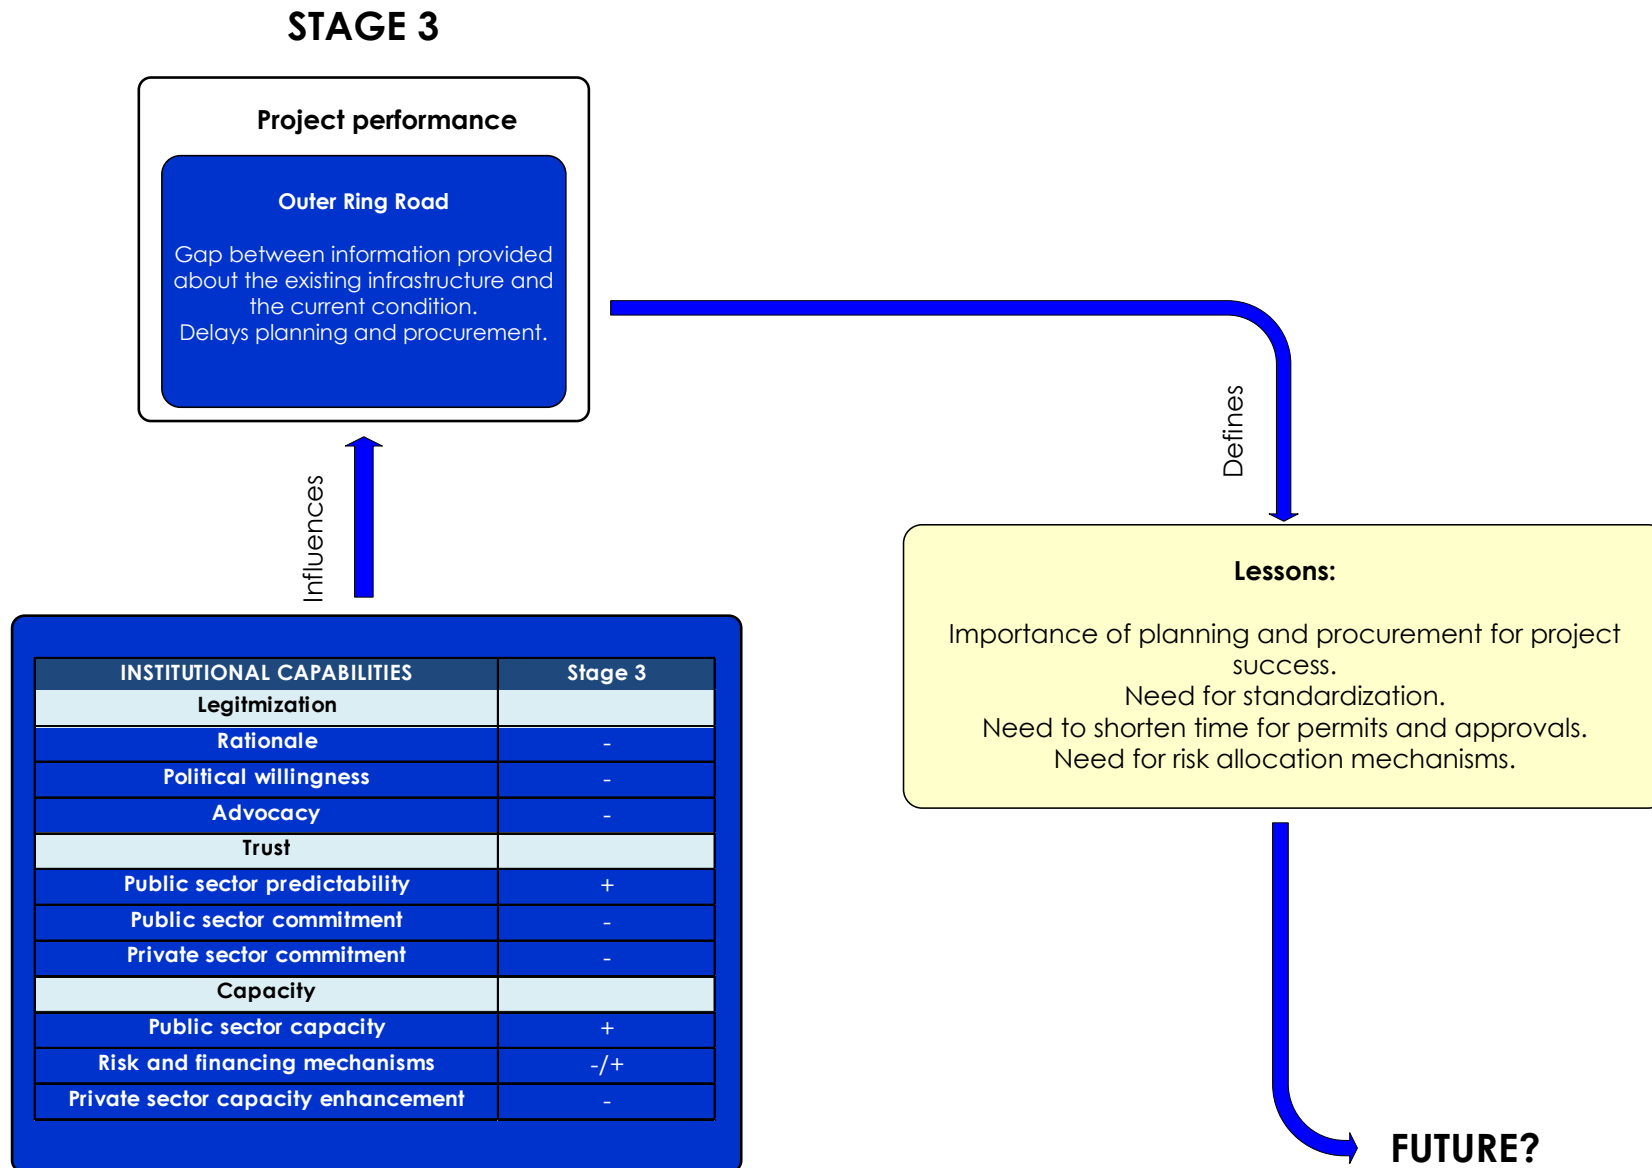 STAGE 3
Project performance
Outer Ring Road
Gap between information provided
about the existing infrastructure and
the current condition.
Delays planning and procurement.
Influences
INSTITUTIONAL CAPABILITIES Stage 3
Legitmization
Rationale -
Political willingness -
Advocacy -
Trust
Public sector predictability +
Public sector commitment -
Private sector commitment -
Capacity
Public sector capacity +
Risk and financing mechanisms -/+
Private sector capacity enhancement -
Defines
Lessons:
Importance of planning and procurement for project
success.
Need for standardization.
Need to shorten time for permits and approvals.
Need for risk allocation mechanisms.
FUTURE?